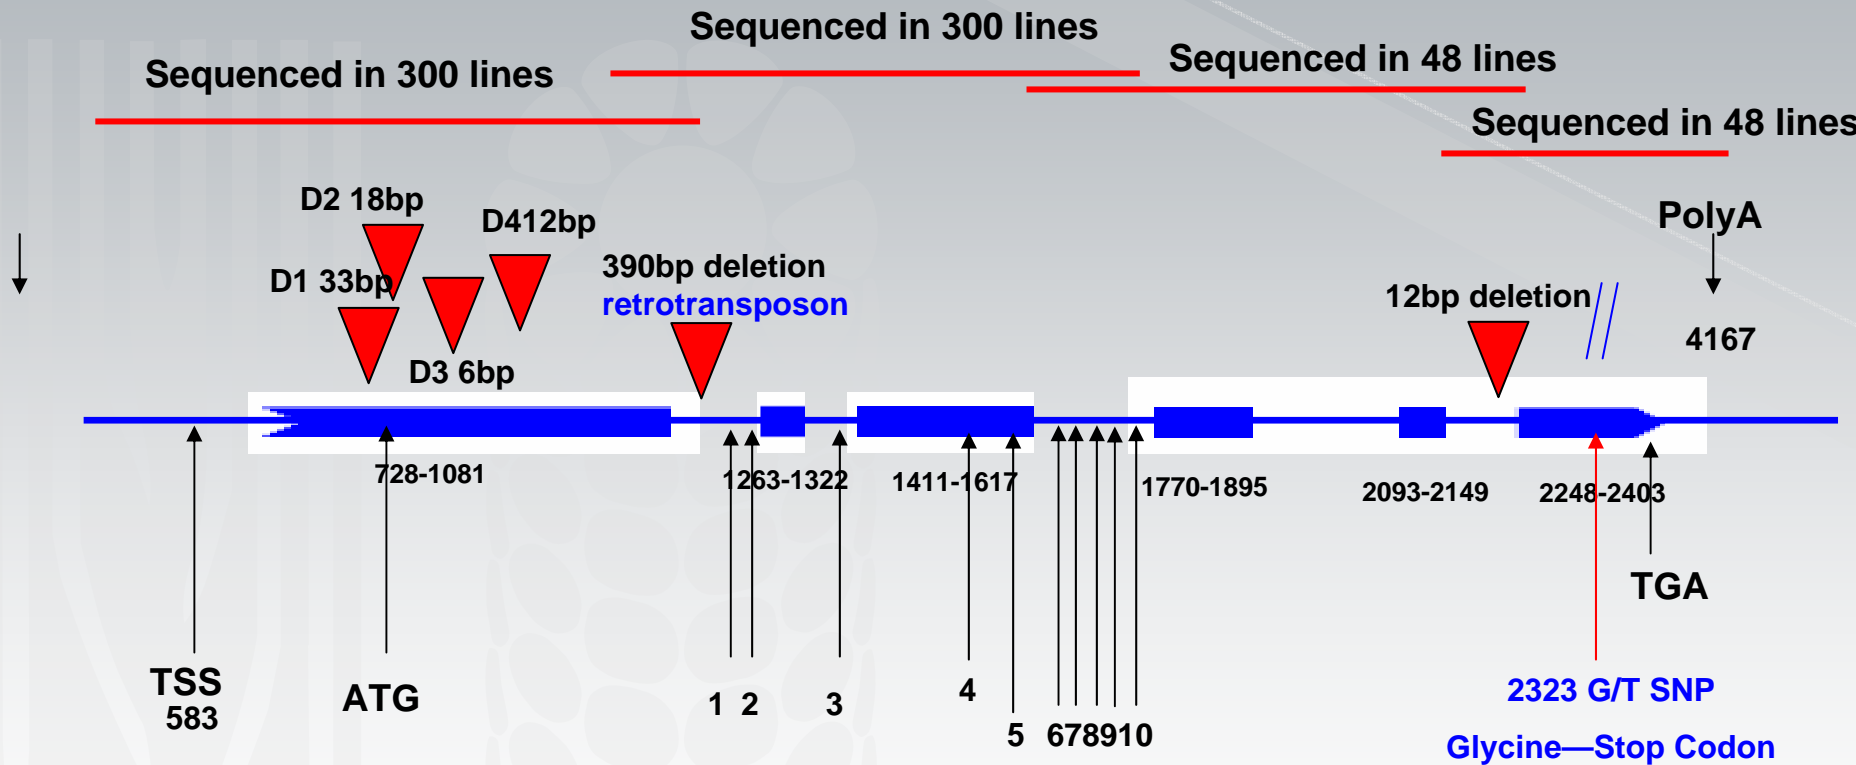 Sequenced in 300 lines
Sequenced in 300 lines
Sequenced in 48 lines
Sequenced in 48 lines
D2 18bp
D412bp
PolyA
D1 33bp
390bp deletion
retrotransposon
12bp deletion
4167
D3 6bp
728-1081
1263-1322
1411-1617
1770-1895
2093-2149
2248-2403
TGA
TSS
583
ATG
1
2
3
4
5
678910
2323 G/T SNP
Glycine—Stop Codon